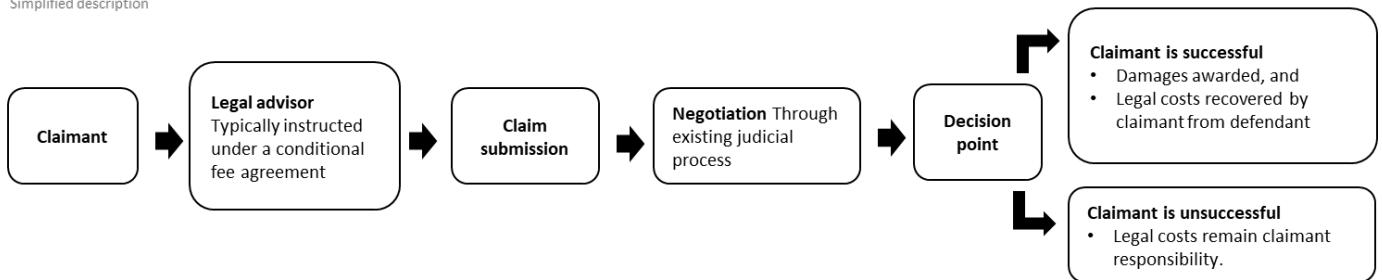 Simplified description
Claimant
Legal advisor
Typically instructed
under a conditional
fee agreement
Claim
submission
Negotiation Through
existing judicial
process
Decision
point
Claimant is successful
• Damages awarded, and
• Legal costs recovered by
claimant from defendant
Claimant is unsuccessful
• Legal costs remain claimant
responsibility.